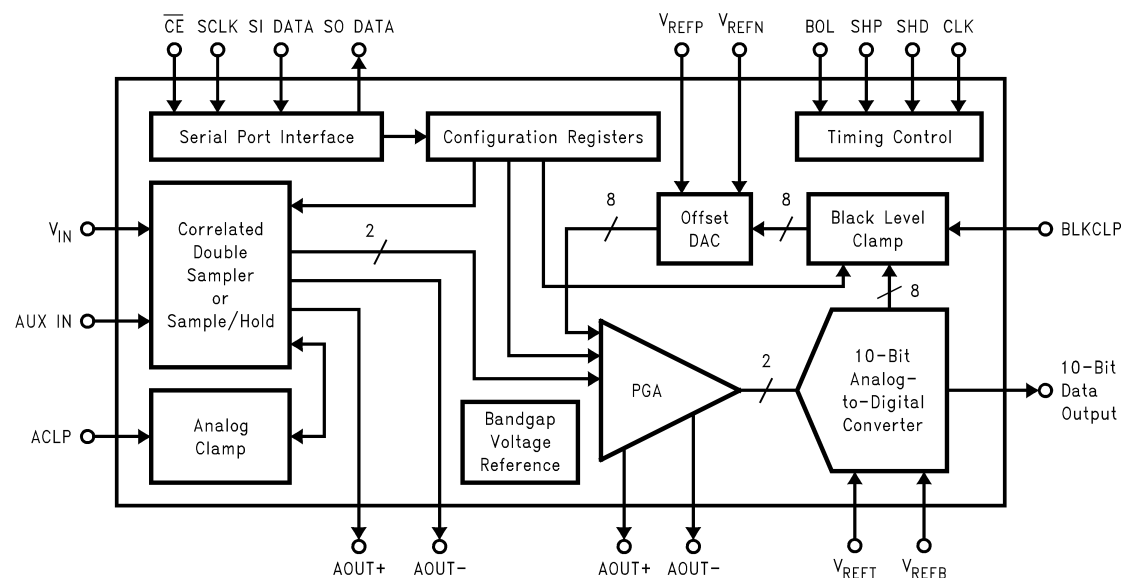 CE SCLK SI DATA SO DATA VREFP VREFN BOL SHP SHD CLK
Serial Port Interface
Configuration Registers
Timing Control
VIN
AUX IN
Correlated
Double
Sampler
or
Sample/Hold
2
8
Offset
DAC
8
Black Level
Clamp
BLKCLP
8
ACLP
Analog
Clamp
Bandgap
Voltage
Reference
PGA
2
10-Bit
Analog-
to-Digital
Converter
10-Bit
Data
Output
AOUT+ AOUT- AOUT+ AOUT- VREFT VREFB